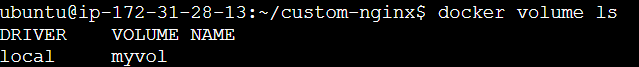 ubuntu@ip-172-31-28-13:~/custom-nginx$ docker volume ls
DRIVER    VOLUME NAME
local     myvol